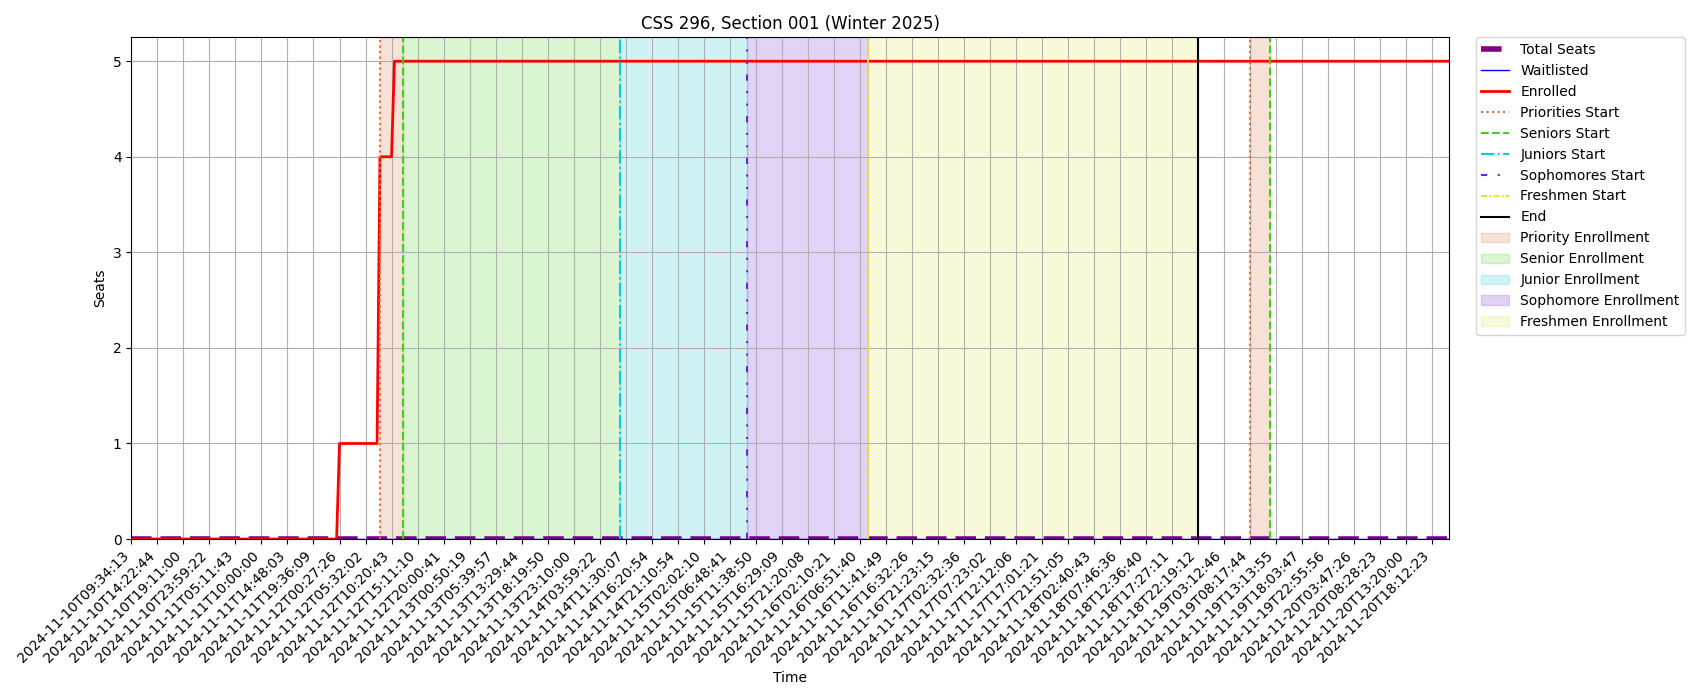 CSS 296, Section 001 (Winter 2025)
Seats
5
4
3
2
1
0
2024-11-10T09:34:13
2024-11-10T14:22:44
2024-11-10T19:11:00
2024-11-10T23:59:22
2024-11-11T05:11:43
2024-11-11T10:00:00
2024-11-11T14:48:03
2024-11-11T19:36:09
2024-11-12T00:27:26
2024-11-12T05:32:02
2024-11-12T10:20:43
2024-11-12T15:11:10
2024-11-12T20:00:41
2024-11-13T00:50:19
2024-11-13T05:39:57
2024-11-13T13:29:44
2024-11-13T18:19:50
2024-11-13T23:10:00
2024-11-14T03:59:22
2024-11-14T11:30:07
2024-11-14T16:20:54
2024-11-14T21:10:54
2024-11-15T02:02:10
2024-11-15T06:48:41
2024-11-15T11:38:50
2024-11-15T16:29:09
2024-11-15T21:20:08
2024-11-16T02:10:21
2024-11-16T06:51:40
2024-11-16T11:41:49
2024-11-16T16:32:26
2024-11-16T21:23:15
2024-11-17T02:32:36
2024-11-17T07:23:02
2024-11-17T12:12:06
2024-11-17T17:01:21
2024-11-17T21:51:05
2024-11-18T02:40:43
2024-11-18T07:46:36
2024-11-18T12:36:40
2024-11-18T17:27:11
2024-11-18T22:19:12
2024-11-19T03:12:46
2024-11-19T08:17:44
2024-11-19T13:13:55
2024-11-19T18:03:47
2024-11-19T22:55:56
2024-11-20T03:47:26
2024-11-20T08:28:23
2024-11-20T13:20:00
2024-11-20T18:12:23
Time
Total Seats
Waitlisted
Enrolled
Priorities Start
Seniors Start
Juniors Start
Sophomores Start
Freshmen Start
End
Priority Enrollment
Senior Enrollment
Junior Enrollment
Sophomore Enrollment
Freshmen Enrollment